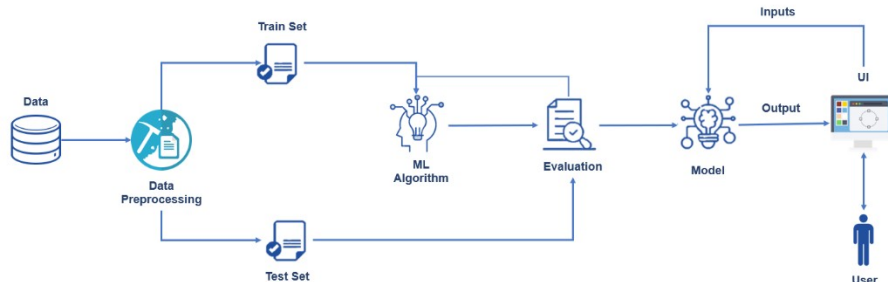 Inputs
Train Set
UI
Data
Output
ML
Algorithm
Evaluation
Model
Data
Preprocessing
Test Set
User